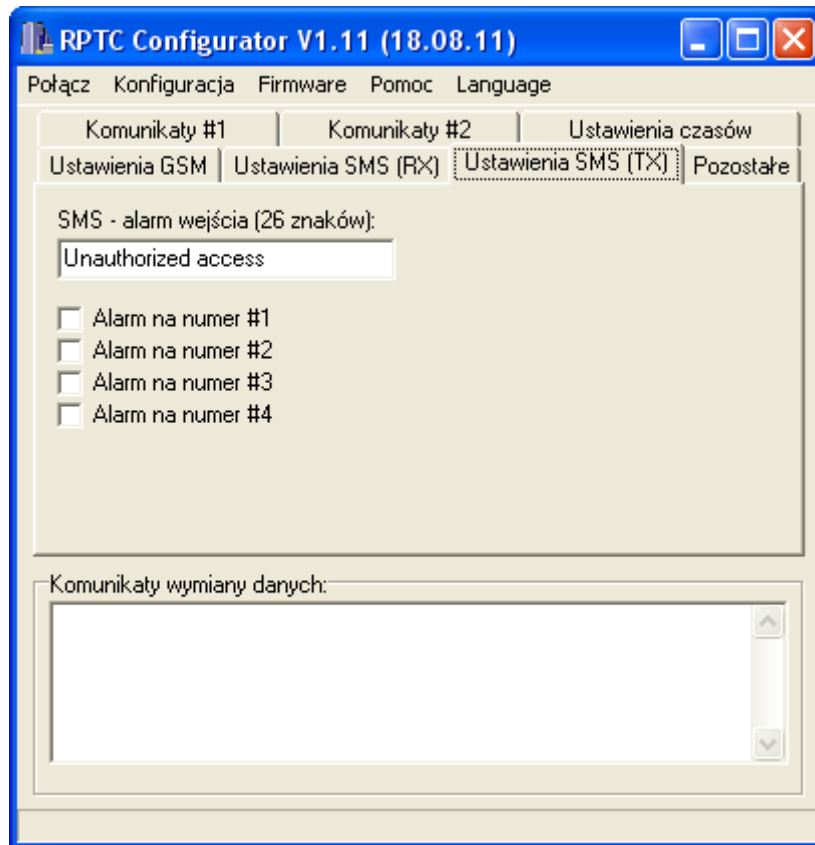 RPTC Configurator V1.11 (18.08.11)
Połącz Konfiguracja Firmware Pomoc Language
Komunikaty #1 Komunikaty #2 Ustawienia czasów
Ustawienia GSM Ustawienia SMS (RX) Ustawienia SMS (TX) Pozostałe
SMS - alarm wejścia (26 znaków):
Unauthorized access
Alarm na numer #1
Alarm na numer #2
Alarm na numer #3
Alarm na numer #4
Komunikaty wymiany danych: